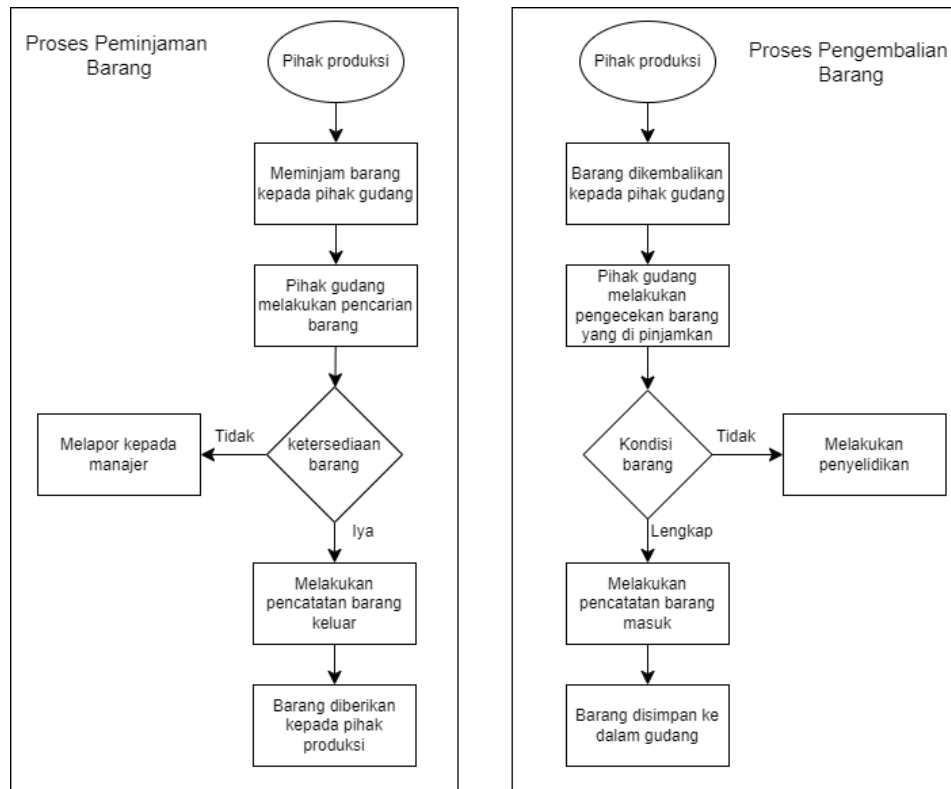 Proses Peminjaman
Barang
Pihak produksi
Meminjam barang
kepada pihak gudang
Pihak gudang
melakukan pencarian
barang
ketersediaan
barang
Tidak
Melapor kepada
manajer
Iya
Melakukan
pencatatan barang
keluar
Barang diberikan
kepada pihak
produksi
Proses Pengembalian
Barang
Pihak produksi
Barang dikembalikan
kepada pihak gudang
Pihak gudang
melakukan
pengecekan barang
yang di pinjamkan
Kondisi
barang
Tidak
Melakukan
penyelidikan
Lengkap
Melakukan
pencatatan barang
masuk
Barang disimpan ke
dalam gudang